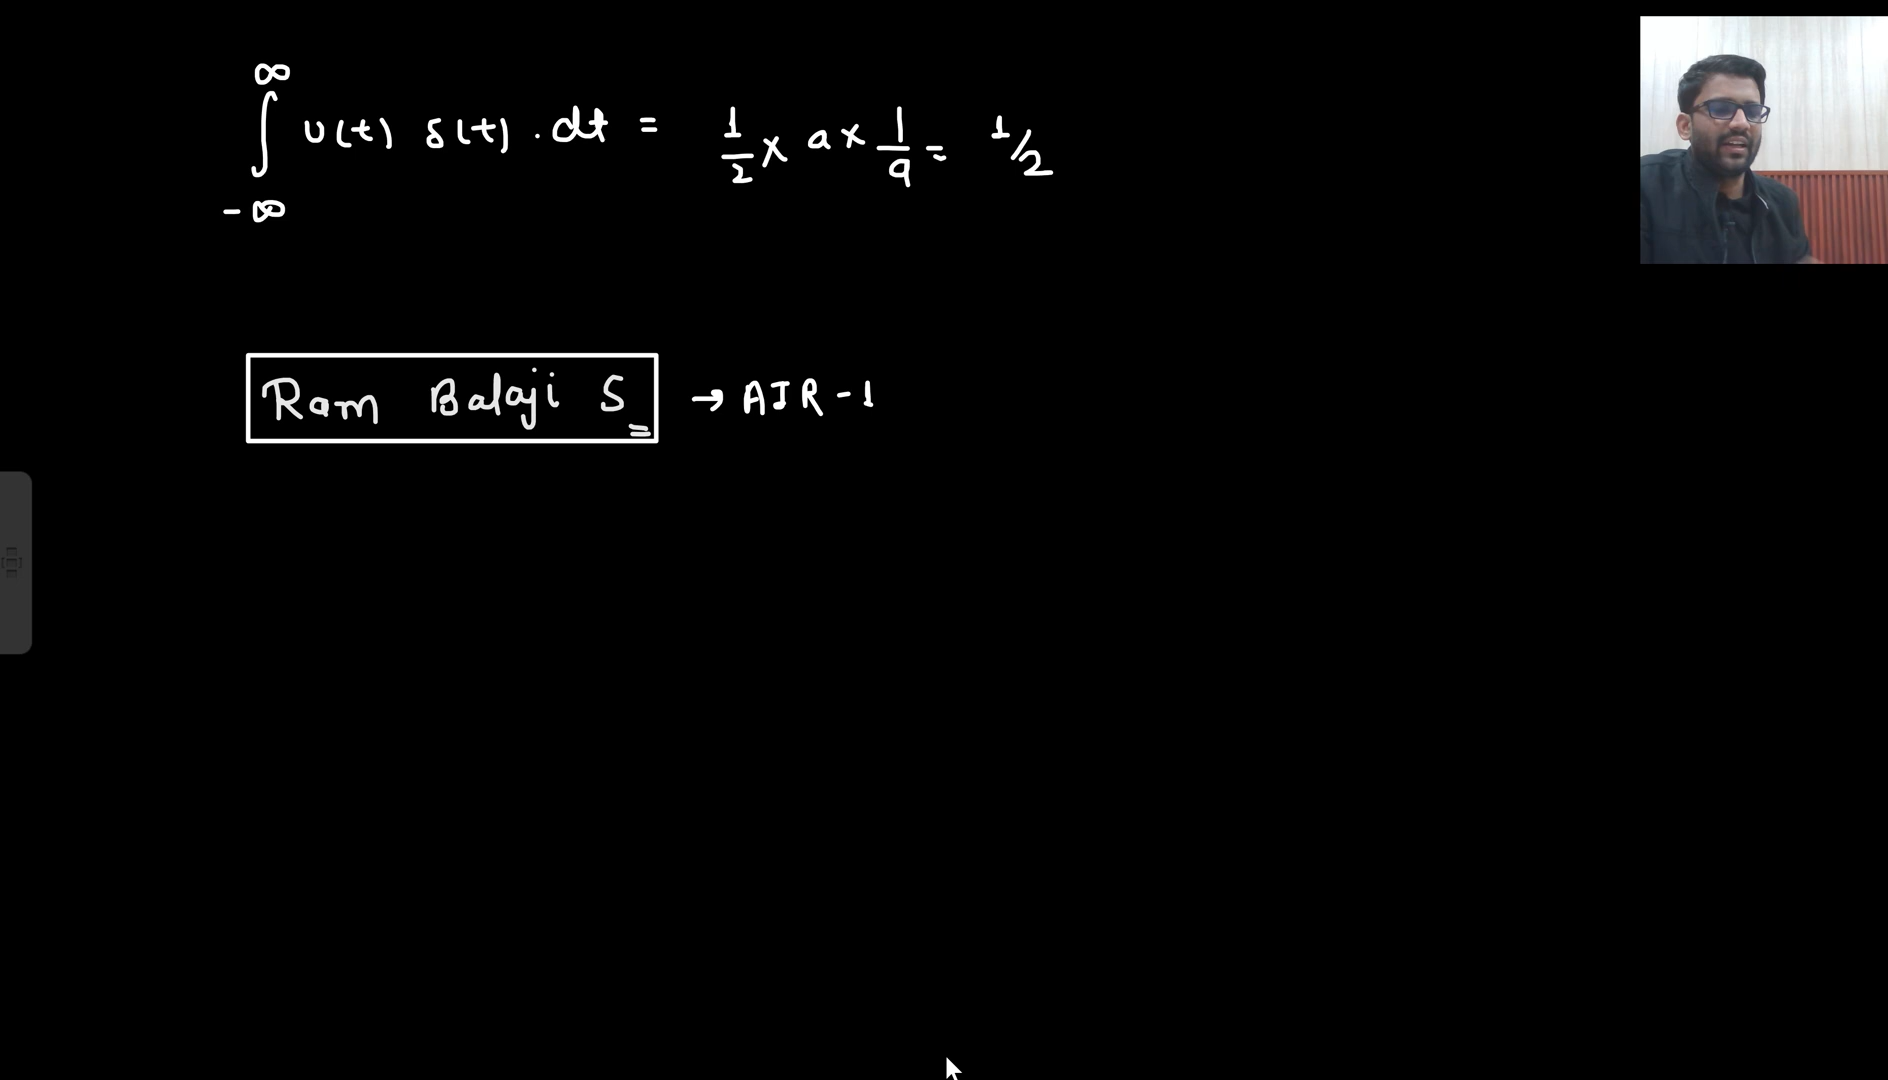 ∞
∫ u(t) δ(t) . dt = 1/2 x a x 1/a = 1/2
-∞
Ram Balaji S → AIR-1